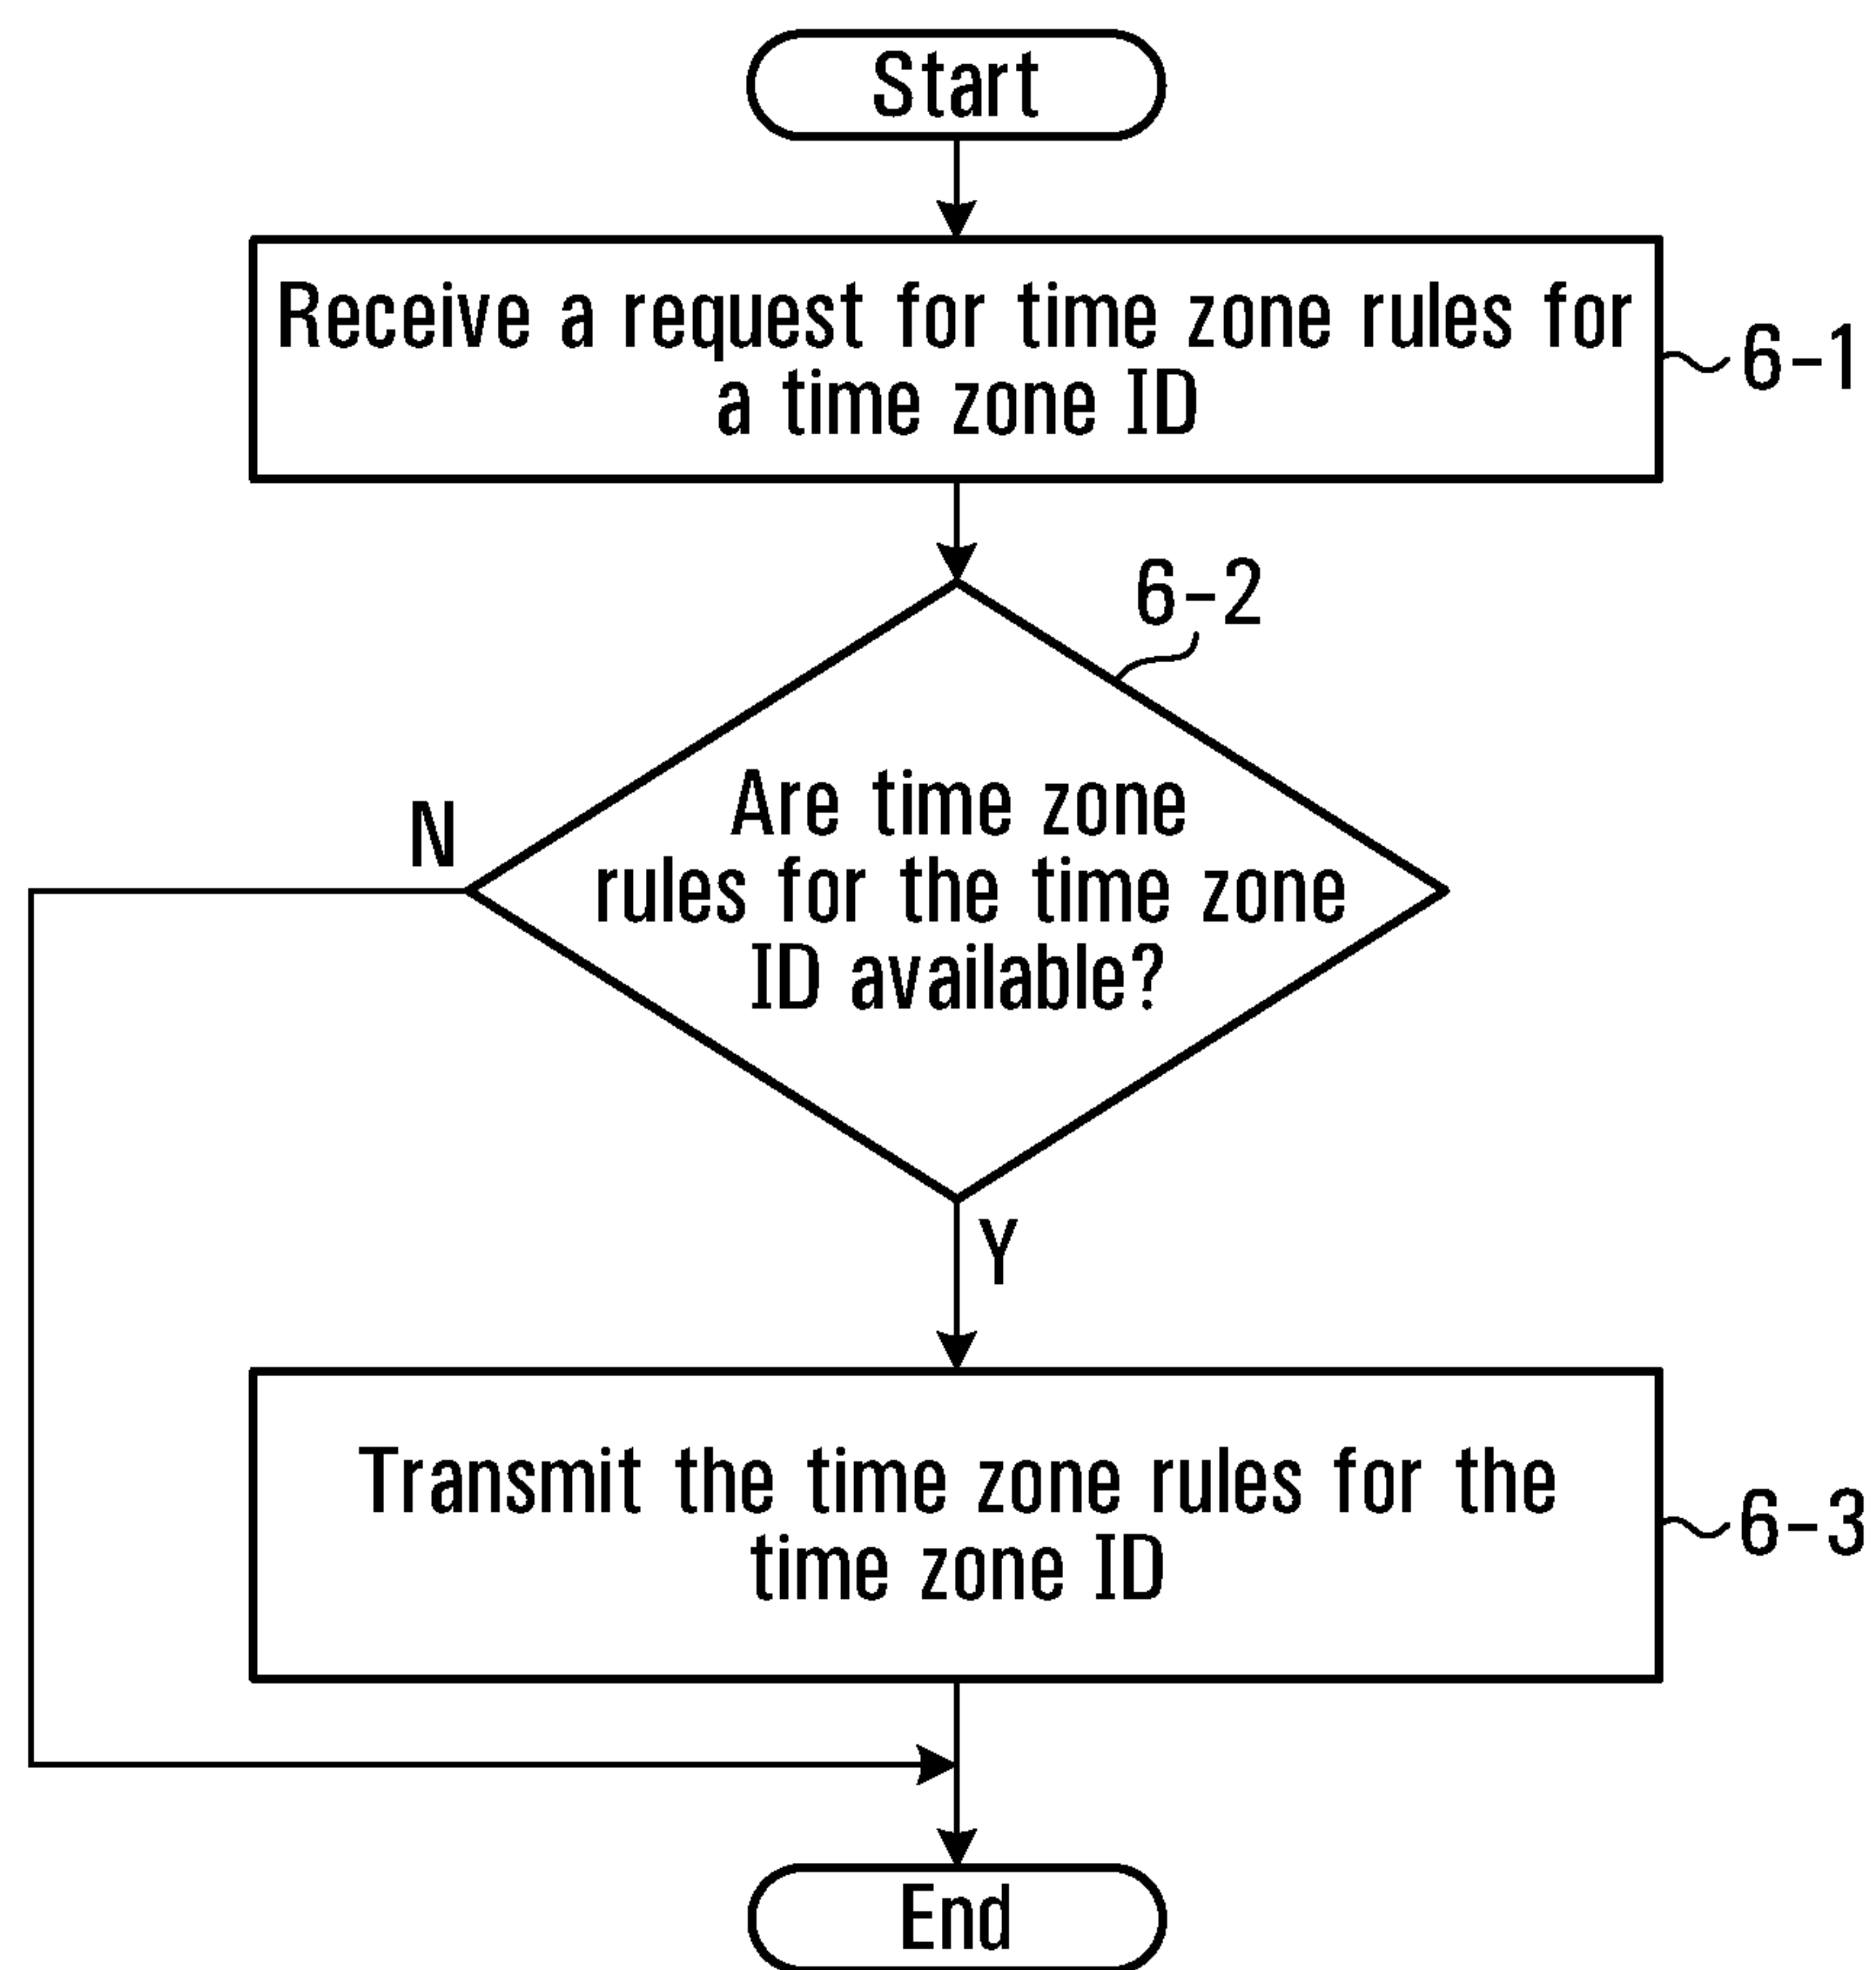 Start
Receive a request for time zone rules for
a time zone ID
6-1
6-2
Are time zone
rules for the time zone
ID available?
N
Y
Transmit the time zone rules for the
time zone ID
6-3
End